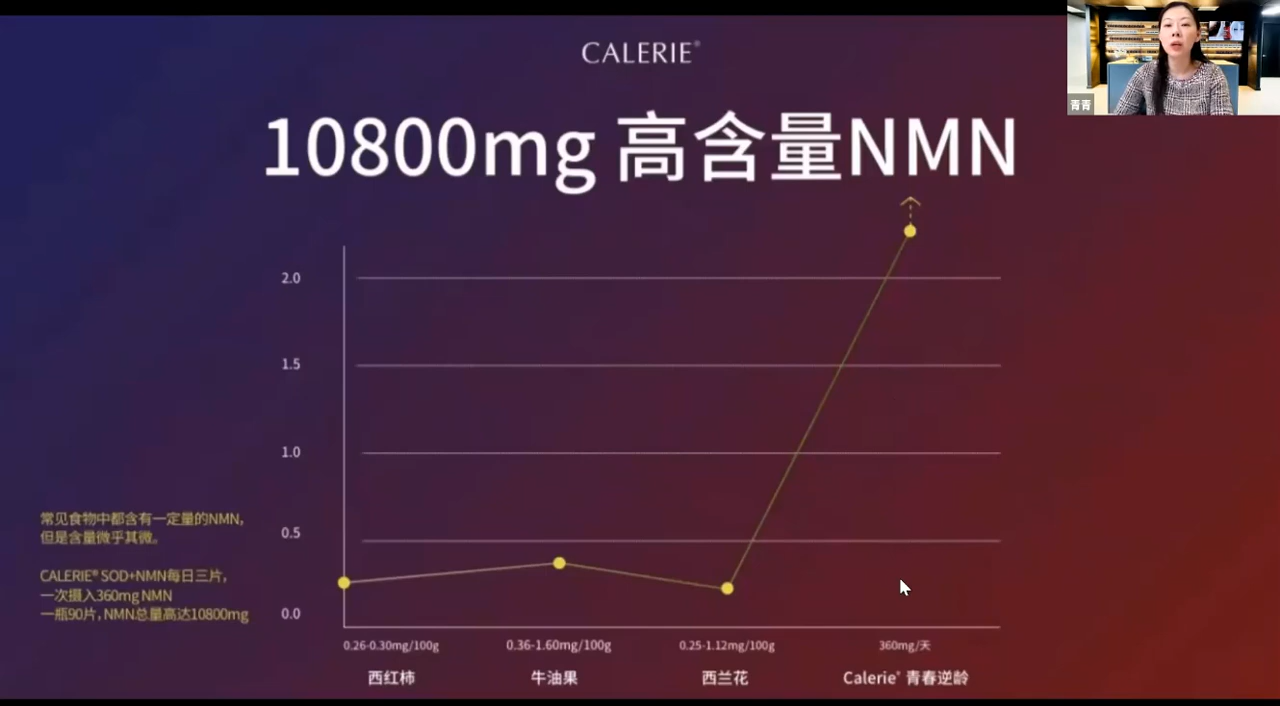 CALERIE®
青青
10800mg 高含量NMN
2.0
1.5
1.0
0.5
0.0
常见食物中都含有一定量的NMN,
但是含量微乎其微。
CALERIE® SOD+NMN每日三片,
一次摄入360mg NMN
一瓶90片, NMN总量高达10800mg
0.26-0.30mg/100g
0.36-1.60mg/100g
0.25-1.12mg/100g
360mg/天
西红柿
牛油果
西兰花
Calerie® 青春逆龄